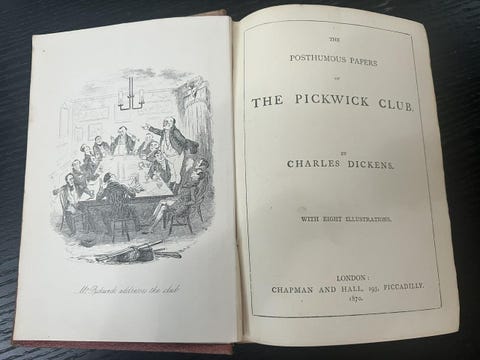 Mr Pickwick addresses the club
THE
POSTHUMOUS PAPERS
OF
THE PICKWICK CLUB.
BY
CHARLES DICKENS.
WITH EIGHT ILLUSTRATIONS.
LONDON:
CHAPMAN AND HALL, 193, PICCADILLY.
1870.